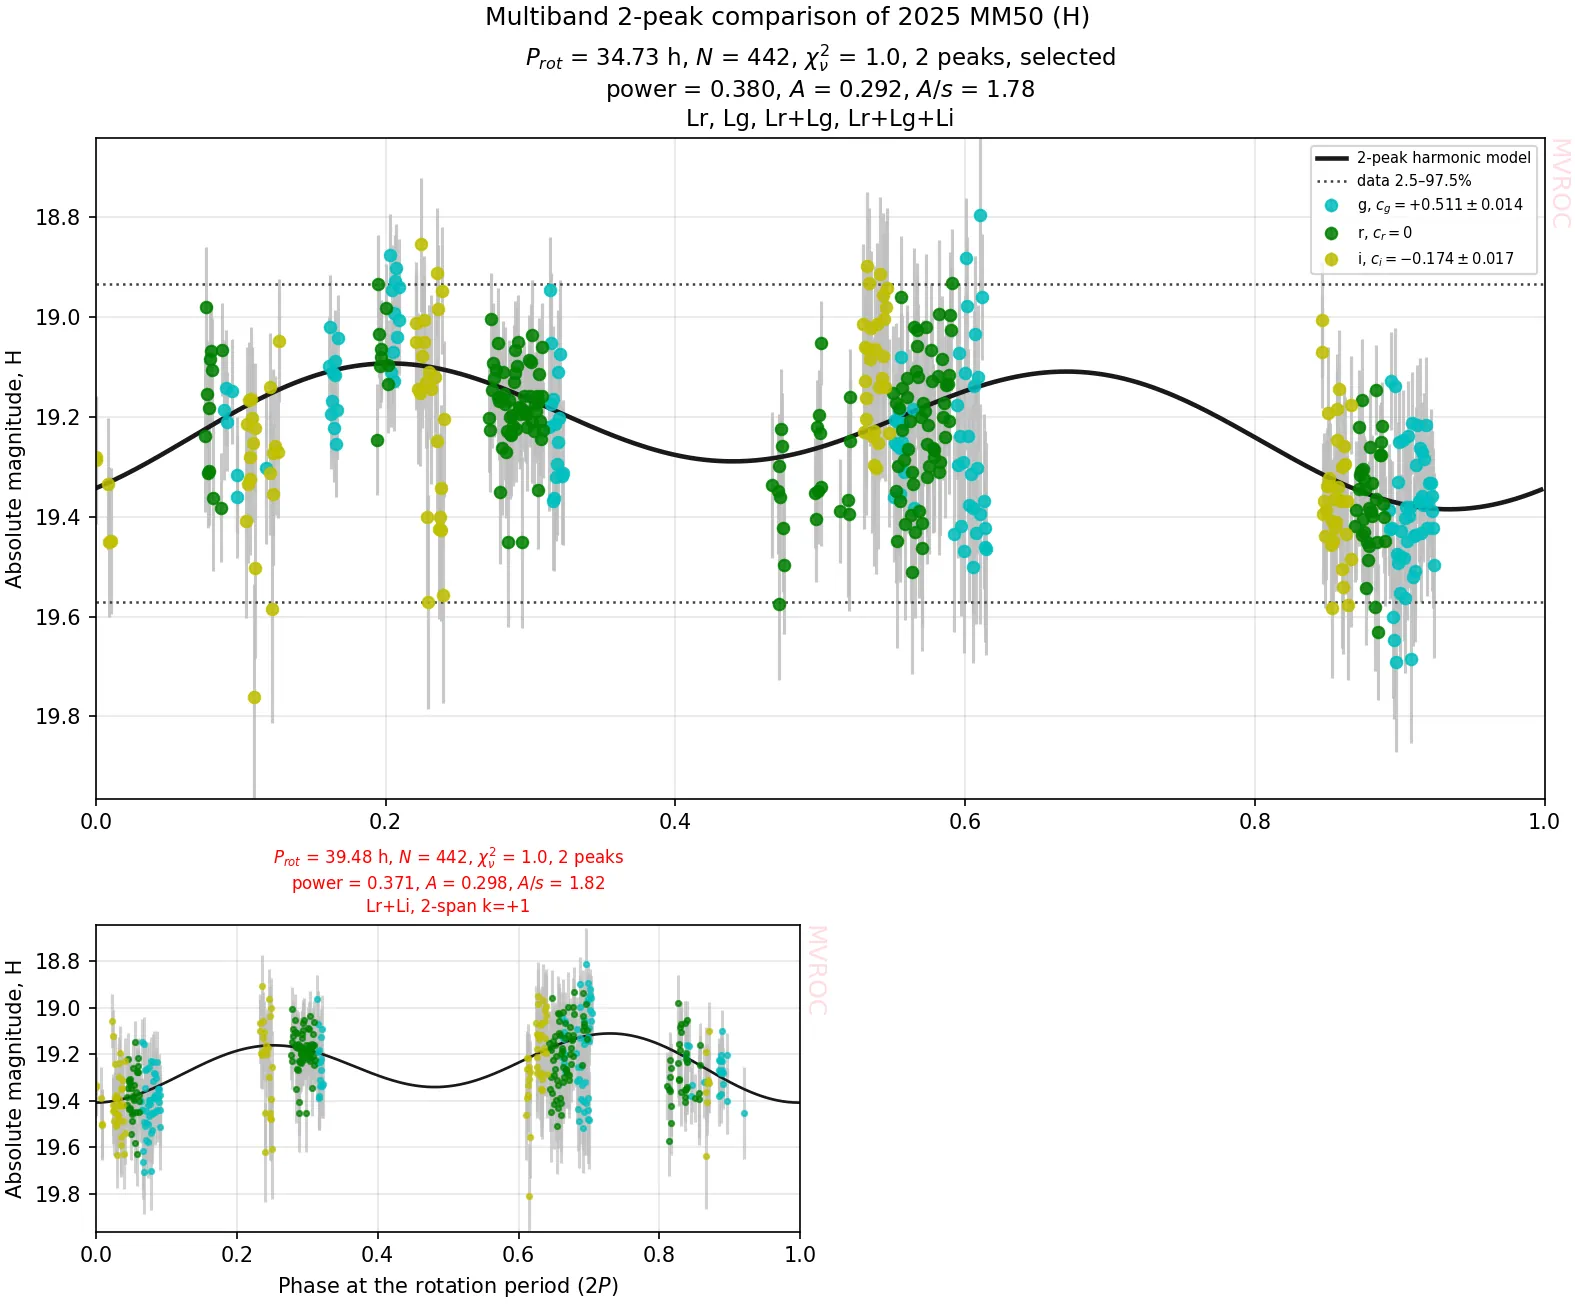 Multiband 2-peak comparison of 2025 MM50 (H)
P_rot = 34.73 h, N = 442, χ²_ν = 1.0, 2 peaks, selected
power = 0.380, A = 0.292, A/s = 1.78
Lr, Lg, Lr+Lg, Lr+Lg+Li
MVROC
2-peak harmonic model
data 2.5–97.5%
g, c_g = +0.511 ± 0.014
r, c_r = 0
i, c_i = −0.174 ± 0.017
Absolute magnitude, H
18.8
19.0
19.2
19.4
19.6
19.8
0.0 0.2 0.4 0.6 0.8 1.0
P_rot = 39.48 h, N = 442, χ²_ν = 1.0, 2 peaks
power = 0.371, A = 0.298, A/s = 1.82
Lr+Li, 2-span k=+1
MVROC
Absolute magnitude, H
18.8
19.0
19.2
19.4
19.6
19.8
0.0 0.2 0.4 0.6 0.8 1.0
Phase at the rotation period (2P)